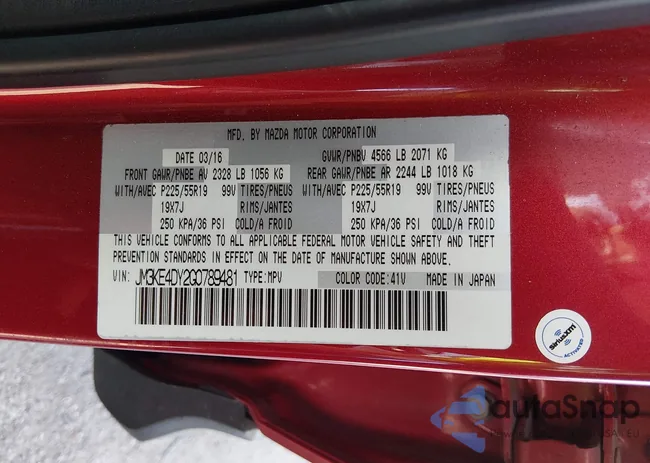 MFD. BY MAZDA MOTOR CORPORATION
DATE 03/16 GVWR/PNBV 4566 LB 2071 KG
FRONT GAWR/PNBE AV 2328 LB 1056 KG REAR GAWR/PNBE AR 2244 LB 1018 KG
WITH/AVEC P225/55R19 99V TIRES/PNEUS WITH/AVEC P225/55R19 99V TIRES/PNEUS
19X7J RIMS/JANTES 19X7J RIMS/JANTES
250 KPA/36 PSI COLD/A FROID 250 KPA/36 PSI COLD/A FROID
THIS VEHICLE CONFORMS TO ALL APPLICABLE FEDERAL MOTOR VEHICLE SAFETY AND THEFT
PREVENTION STANDARDS IN EFFECT ON THE DATE OF MANUFACTURE SHOWN ABOVE.
VIN: JM3KE4DY2G0789481 TYPE: MPV COLOR CODE: 41V MADE IN JAPAN
SiriusXM
ACTIVATED
autoSnap